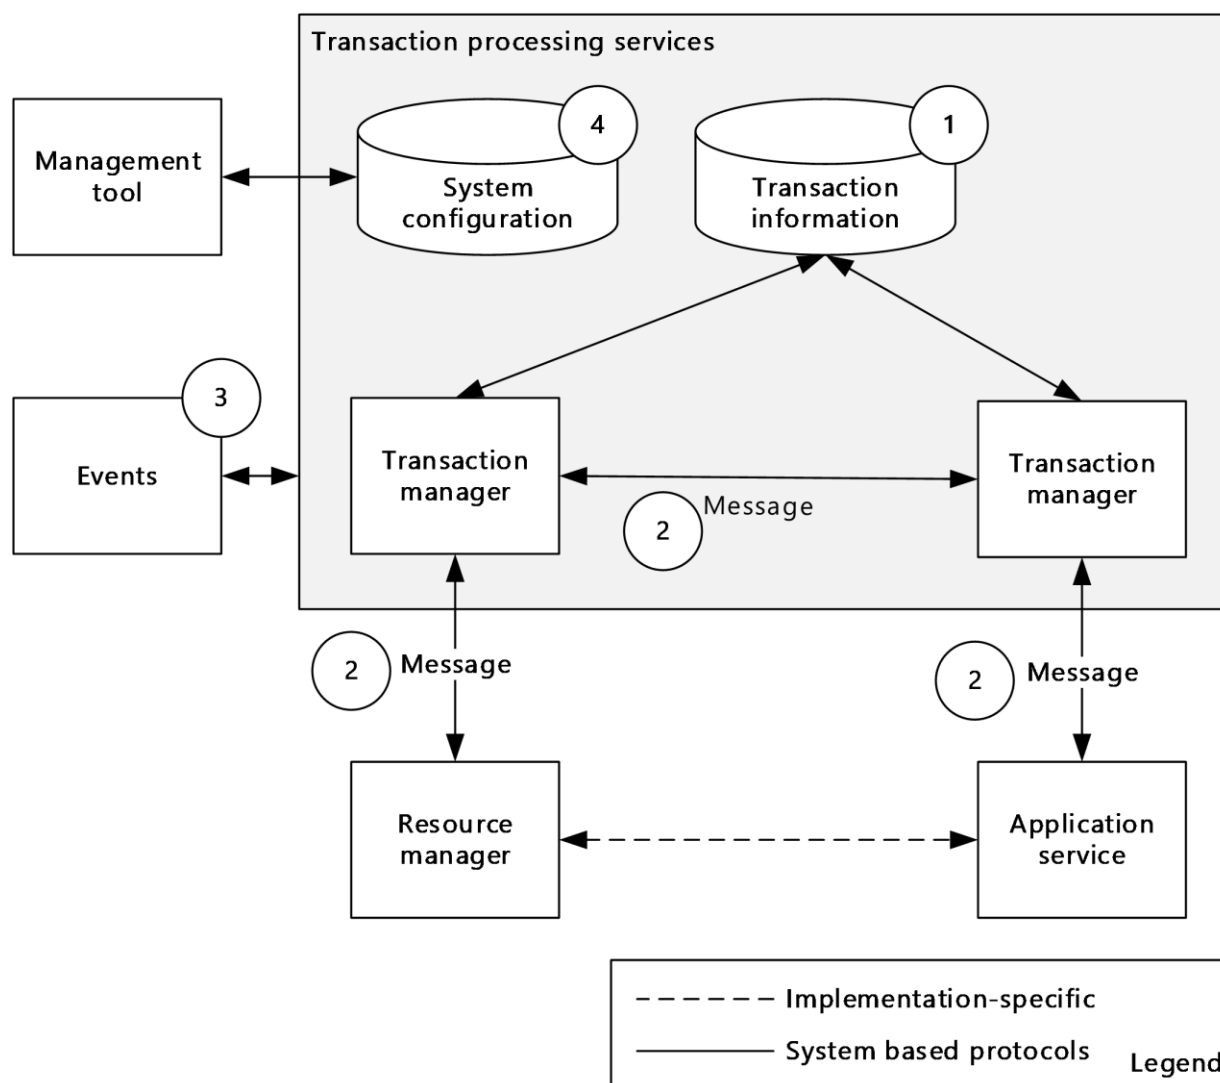 Transaction processing services
4
1
Management
tool
System
configuration
Transaction
information
3
Events
Transaction
manager
Transaction
manager
Message
2
2
Message
2
Message
Resource
manager
Application
service
Implementation-specific
System based protocols
Legend